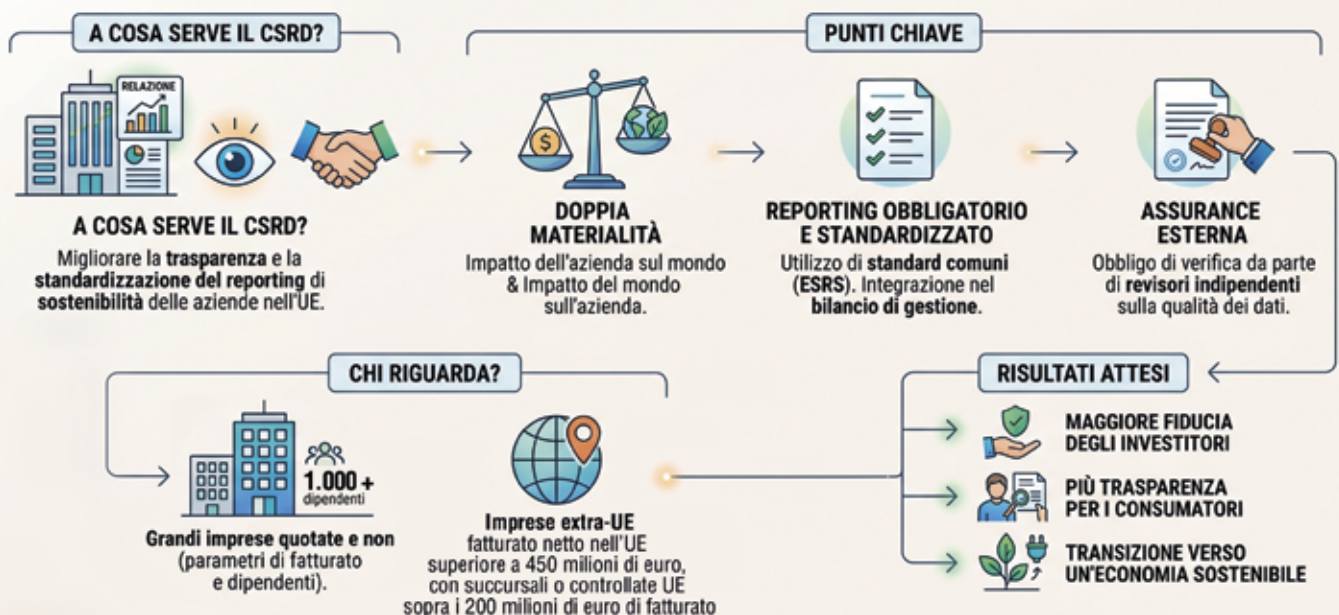 A COSA SERVE IL CSRD?
RELAZIONE
A COSA SERVE IL CSRD?
Migliorare la trasparenza e la
standardizzazione del reporting di
sostenibilità delle aziende nell'UE.
PUNTI CHIAVE
$
DOPPIA
MATERIALITÀ
Impatto dell'azienda sul mondo
& Impatto del mondo
sull'azienda.
REPORTING OBBLIGATORIO
E STANDARDIZZATO
Utilizzo di standard comuni
(ESRS). Integrazione nel
bilancio di gestione.
ASSURANCE
ESTERNA
Obbligo di verifica da parte
di revisori indipendenti
sulla qualità dei dati.
CHI RIGUARDA?
1.000 +
dipendenti
Grandi imprese quotate e non
(parametri di fatturato
e dipendenti).
Imprese extra-UE
fatturato netto nell'UE
superiore a 450 milioni di euro,
con succursali o controllate UE
sopra i 200 milioni di euro di fatturato
RISULTATI ATTESI
MAGGIORE FIDUCIA
DEGLI INVESTITORI
PIÙ TRASPARENZA
PER I CONSUMATORI
TRANSIZIONE VERSO
UN'ECONOMIA SOSTENIBILE